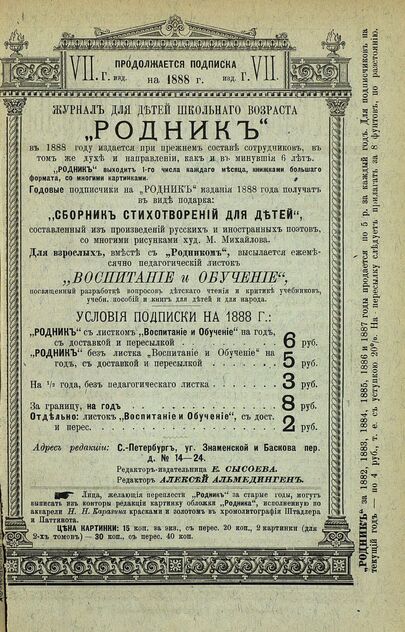 VII. г. изд.
ПРОДОЛЖАЕТСЯ ПОДПИСКА
на 1888 г.
изд. г. VII.
ЖУРНАЛЪ ДЛЯ ДѢТЕЙ ШКОЛЬНАГО ВОЗРАСТА
„РОДНИКЪ“
въ 1888 году издается при прежнемъ составѣ сотрудниковъ, въ
томъ же духѣ и направленіи, какъ и въ минувшія 6 лѣтъ.
„РОДНИКЪ“ выходитъ 1-го числа каждаго мѣсяца, книжками большаго
формата, со многими картинками.
Годовые подписчики на „РОДНИКЪ“ изданія 1888 года получатъ
въ видѣ подарка:
„СБОРНИКЪ СТИХОТВОРЕНІЙ ДЛЯ ДѢТЕЙ“,
составленный изъ произведеній русскихъ и иностранныхъ поэтовъ,
со многими рисунками худ. М. Михайлова.
Для взрослыхъ, вмѣстѣ съ „Родникомъ“, высылается ежемѣ-
сячно педагогическій листокъ
„ВОСПИТАНІЕ и ОБУЧЕНІЕ“,
посвященный разработкѣ вопросовъ дѣтскаго чтенія и критикѣ учебниковъ,
учебн. пособій и книгъ для дѣтей и для народа.
УСЛОВІЯ ПОДПИСКИ НА 1888 Г.:
„РОДНИКЪ“ съ листкомъ „Воспитаніе и Обученіе“ на годъ,
съ доставкой и пересылкой . . . 6 руб.
„РОДНИКЪ“ безъ листка „Воспитаніе и Обученіе“ на
годъ, съ доставкой и пересылкой . . . 5 руб.
На ½ года, безъ педагогическаго листка . . . 3 руб.
За границу, на годъ . . . 8 руб.
Отдѣльно: листокъ „Воспитаніе и Обученіе“, съ дост.
и перес. . . . 2 руб.
Адресъ редакціи: С.-Петербургъ, уг. Знаменской и Баскова пер.
д. № 14—24.
Редакторъ-издательница Е. СЫСОЕВА.
Редакторъ АЛЕКСѢЙ АЛЬМЕДИНГЕНЪ.
Лица, желающія переплести „Родникъ“ за старые годы, могутъ
выписать изъ конторы редакціи картинку обложки „Родника“, исполненную по
акварели Н. Н. Каразина красками и золотомъ въ хромолитографіи Штадлера
и Паттинота.
ЦѢНА КАРТИНКИ: 15 коп. за экз., съ перес. 20 коп., 2 картинки (для
2-хъ томовъ) — 30 коп., съ перес. 40 коп.
„РОДНИКЪ“ за 1882, 1883, 1884, 1885, 1886 и 1887 годы продается по 5 р. за каждый годъ. Для подписчиковъ на
текущій годъ — по 4 руб., т. е. съ уступкою 20%. На пересылку слѣдуетъ прилагать за 8 фунтовъ, по разстоянію.